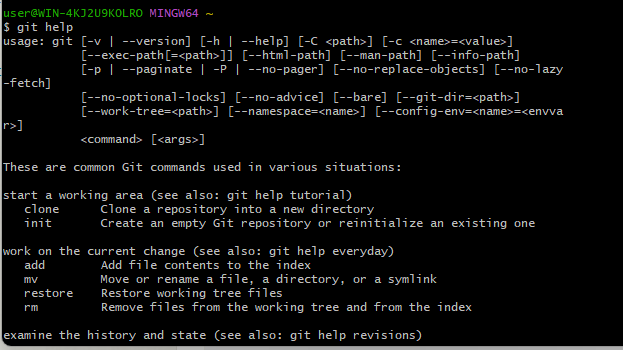 user@WIN-4KJ2U9KOLRO MINGW64 ~
$ git help
usage: git [-v | --version] [-h | --help] [-C <path>] [-c <name>=<value>]
           [--exec-path[=<path>]] [--html-path] [--man-path] [--info-path]
           [-p | --paginate | -P | --no-pager] [--no-replace-objects] [--no-lazy
-fetch]
           [--no-optional-locks] [--no-advice] [--bare] [--git-dir=<path>]
           [--work-tree=<path>] [--namespace=<name>] [--config-env=<name>=<envva
r>]
           <command> [<args>]

These are common Git commands used in various situations:

start a working area (see also: git help tutorial)
   clone      Clone a repository into a new directory
   init       Create an empty Git repository or reinitialize an existing one

work on the current change (see also: git help everyday)
   add        Add file contents to the index
   mv         Move or rename a file, a directory, or a symlink
   restore    Restore working tree files
   rm         Remove files from the working tree and from the index

examine the history and state (see also: git help revisions)